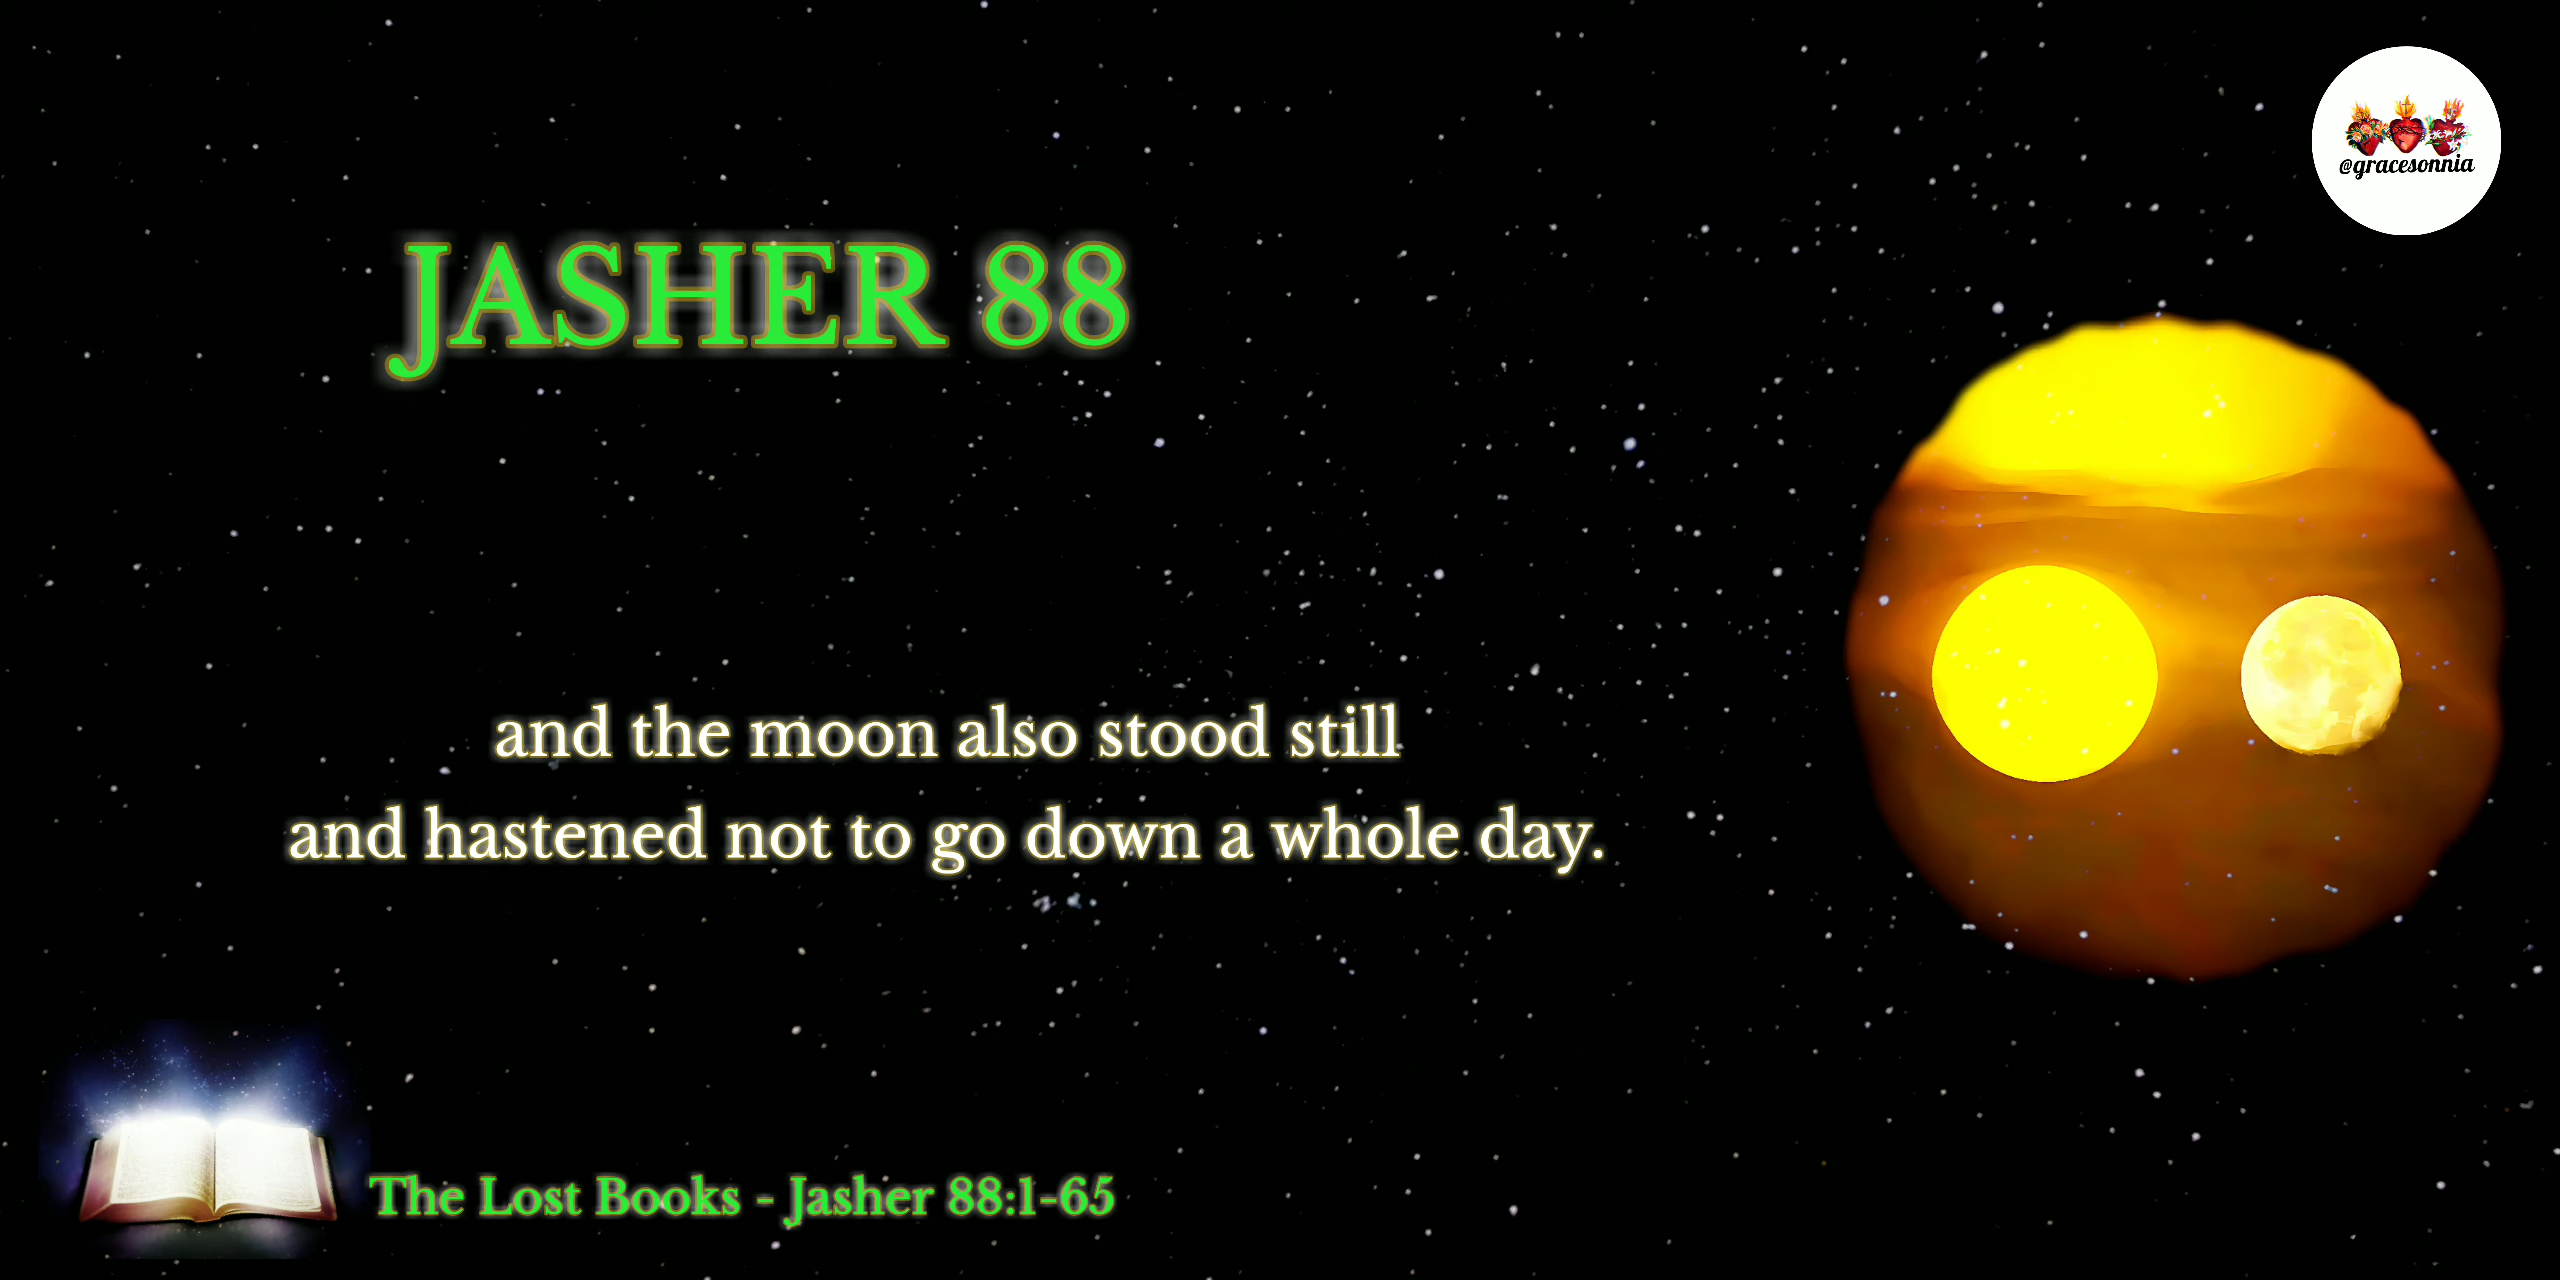 @gracesonnia
JASHER 88
and the moon also stood still
and hastened not to go down a whole day.
The Lost Books - Jasher 88:1-65